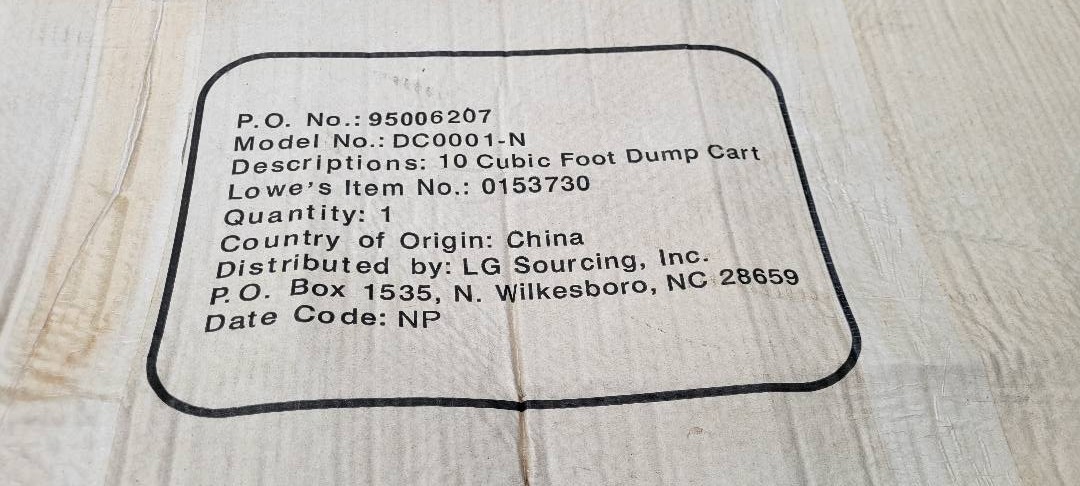 P.O. No.: 95006207
Model No.: DC0001-N
Descriptions: 10 Cubic Foot Dump Cart
Lowe's Item No.: 0153730
Quantity: 1
Country of Origin: China
Distributed by: LG Sourcing, Inc.
P.O. Box 1535, N. Wilkesboro, NC 28659
Date Code: NP